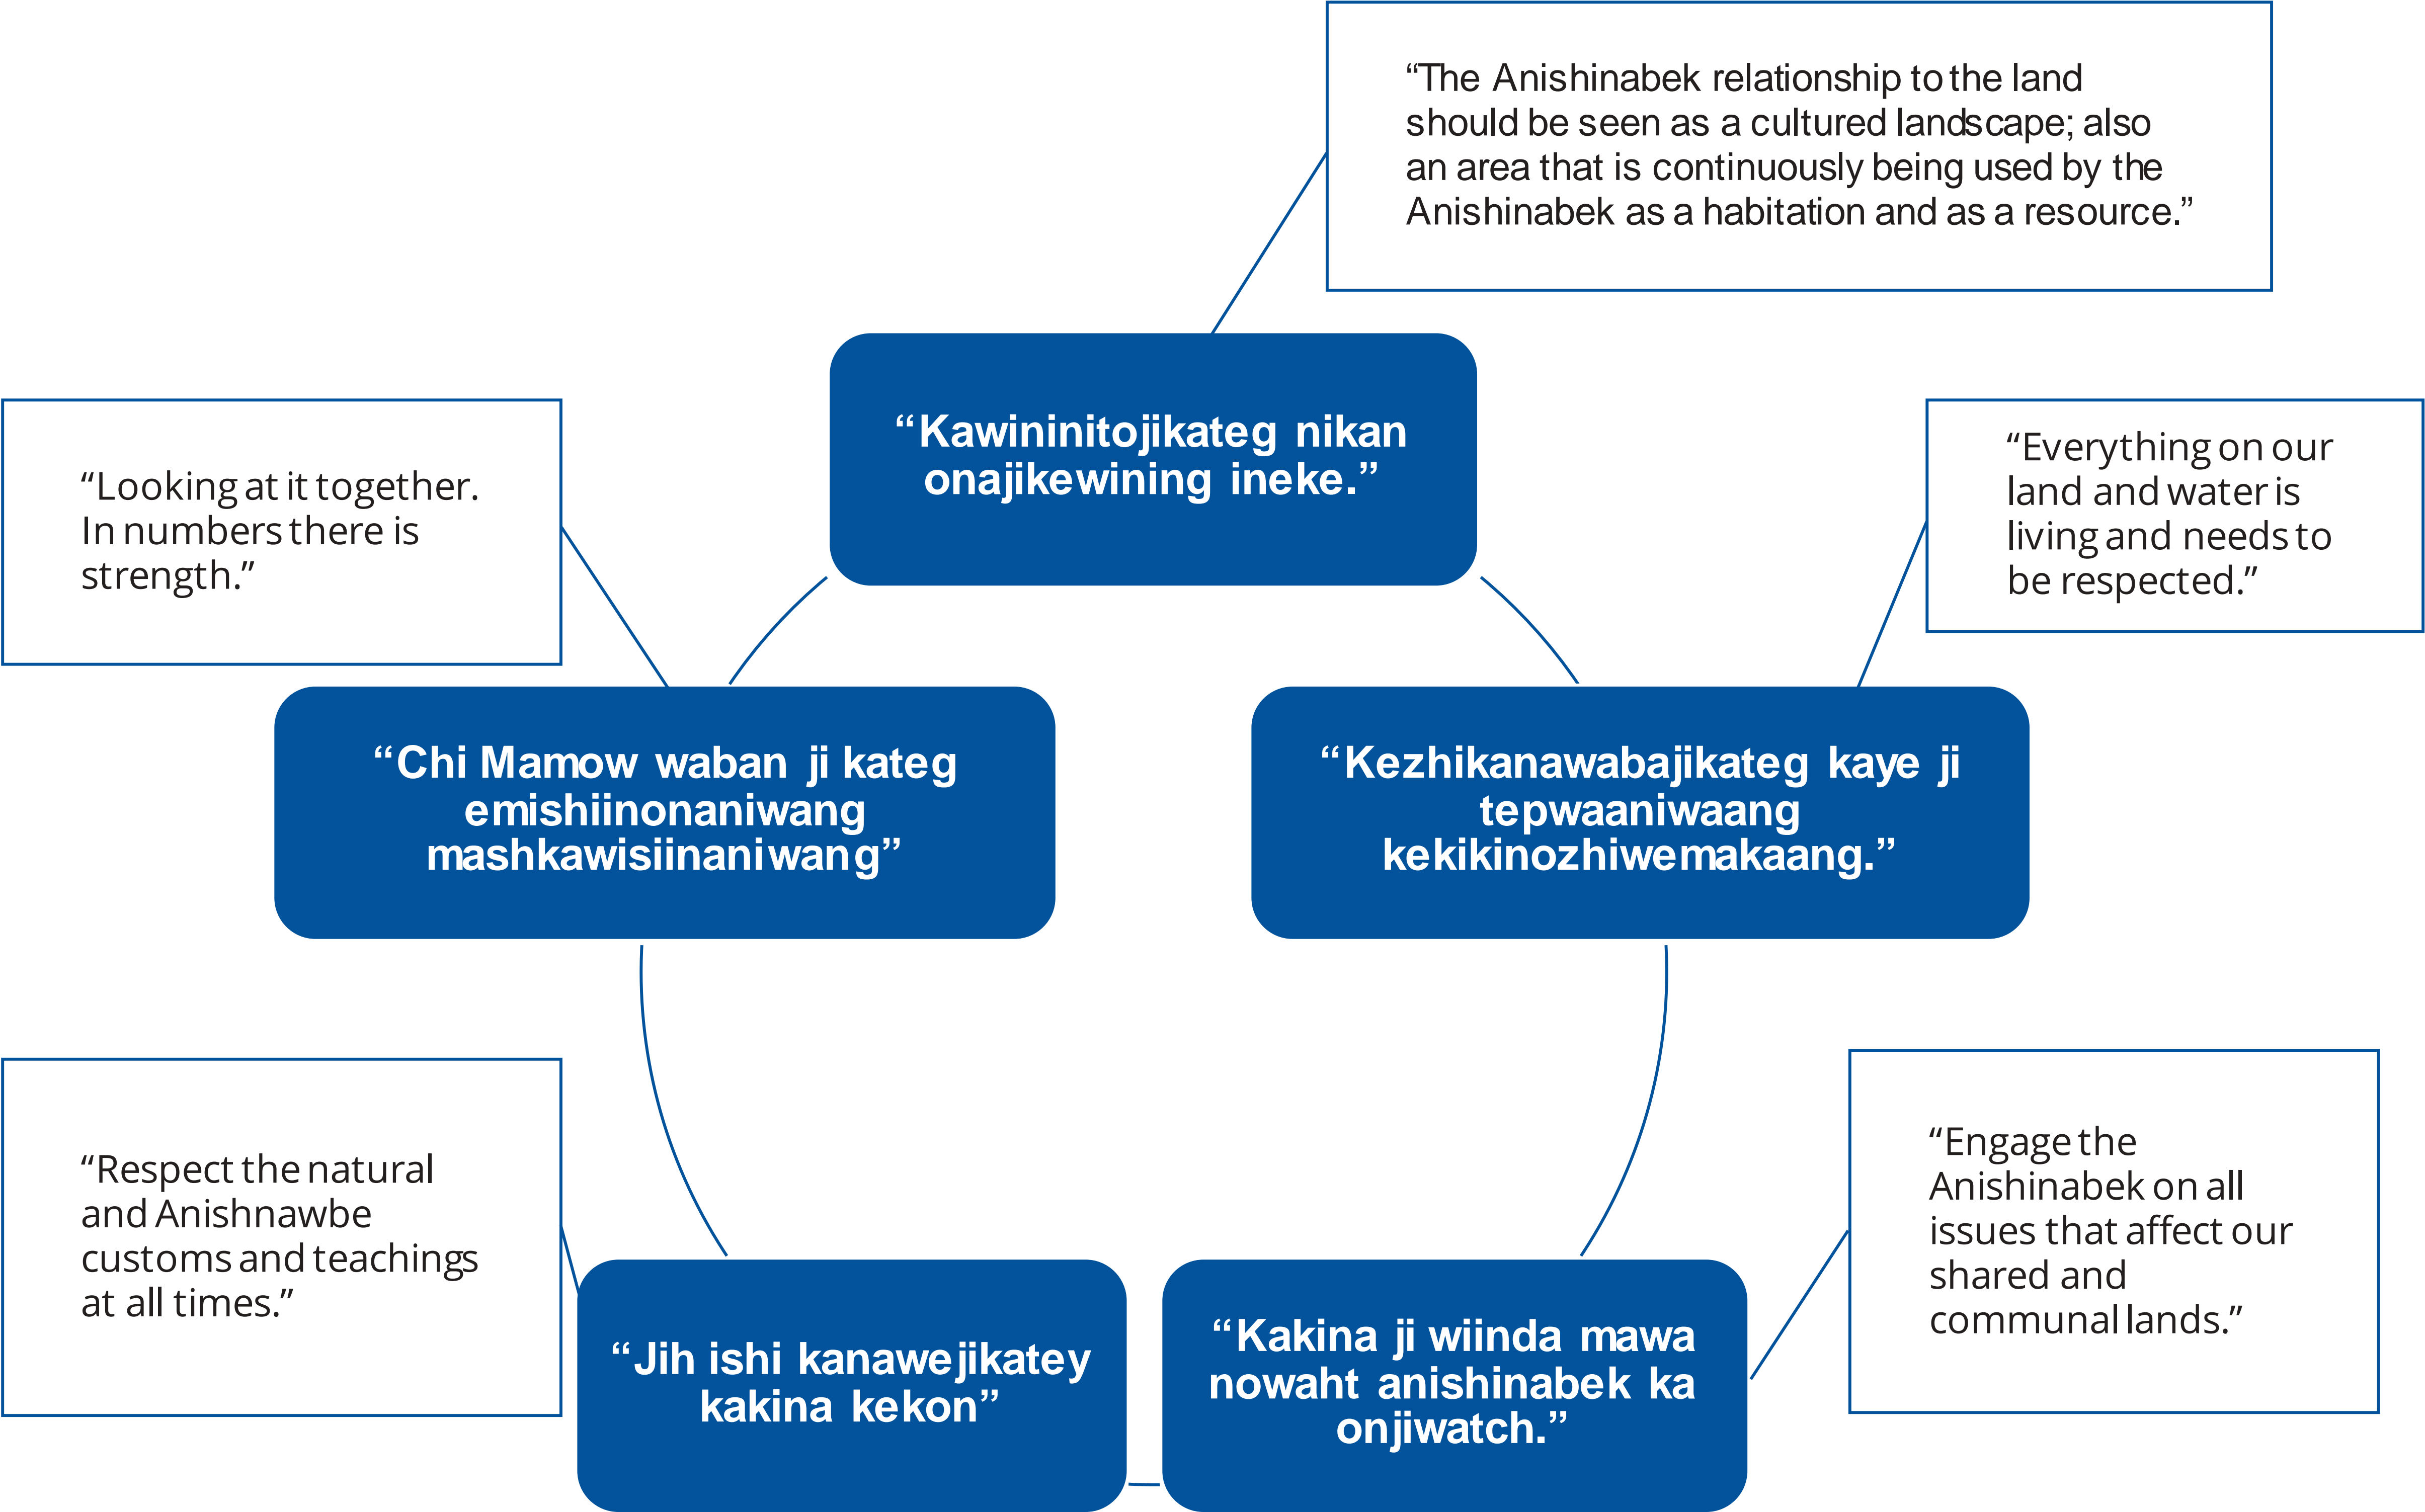 “The Anishinabek relationship to the land
should be seen as a cultured landscape; also
an area that is continuously being used by the
Anishinabek as a habitation and as a resource.”
“Kawininitojikateg nikan
onajikewining ineke.”
“Looking at it together.
In numbers there is
strength.”
“Everything on our
land and water is
living and needs to
be respected.”
“Chi Mamow waban ji kateg
emishiinonaniwang
mashkawisiinaniwang”
“Kezhikanawabajikateg kaye ji
tepwaaniwaang
kekikinozhiwemakaang.”
“Respect the natural
and Anishnawbe
customs and teachings
at all times.”
“Engage the
Anishinabek on all
issues that affect our
shared and
communal lands.”
“Jih ishi kanawejikatey
kakina kekon”
“Kakina ji wiinda mawa
nowaht anishinabek ka
onjiwatch.”